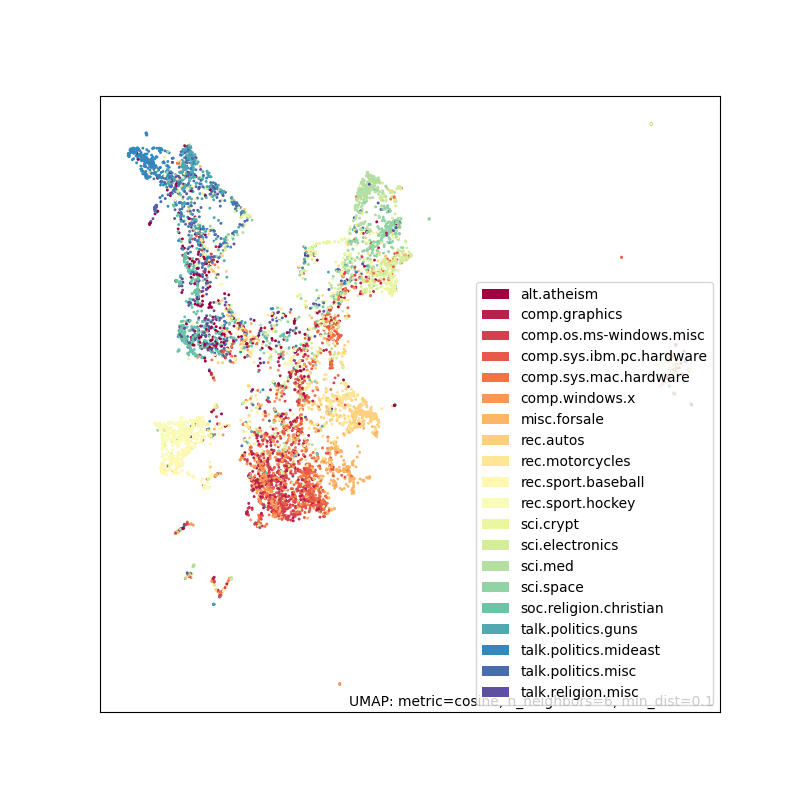 alt.atheism
comp.graphics
comp.os.ms-windows.misc
comp.sys.ibm.pc.hardware
comp.sys.mac.hardware
comp.windows.x
misc.forsale
rec.autos
rec.motorcycles
rec.sport.baseball
rec.sport.hockey
sci.crypt
sci.electronics
sci.med
sci.space
soc.religion.christian
talk.politics.guns
talk.politics.mideast
talk.politics.misc
talk.religion.misc
UMAP: metric=cosine, n_neighbors=6, min_dist=0.1